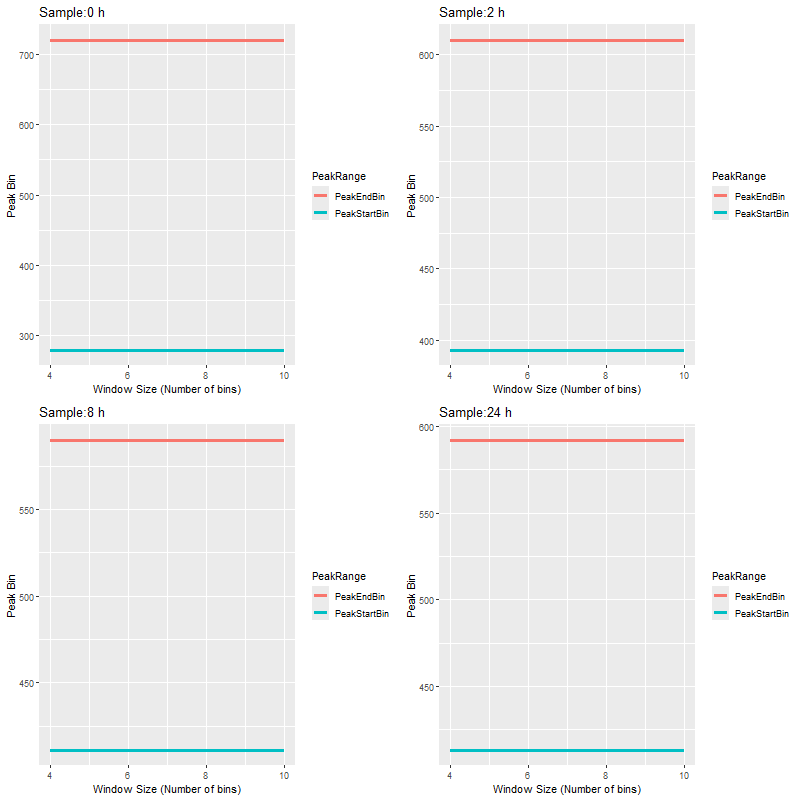 Sample:0 h
700
600
500
400
300
Peak Bin
4
6
8
10
Window Size (Number of bins)
PeakRange
PeakEndBin
PeakStartBin
Sample:2 h
600
550
500
450
400
Peak Bin
4
6
8
10
Window Size (Number of bins)
PeakRange
PeakEndBin
PeakStartBin
Sample:8 h
550
500
450
Peak Bin
4
6
8
10
Window Size (Number of bins)
PeakRange
PeakEndBin
PeakStartBin
Sample:24 h
600
550
500
450
Peak Bin
4
6
8
10
Window Size (Number of bins)
PeakRange
PeakEndBin
PeakStartBin